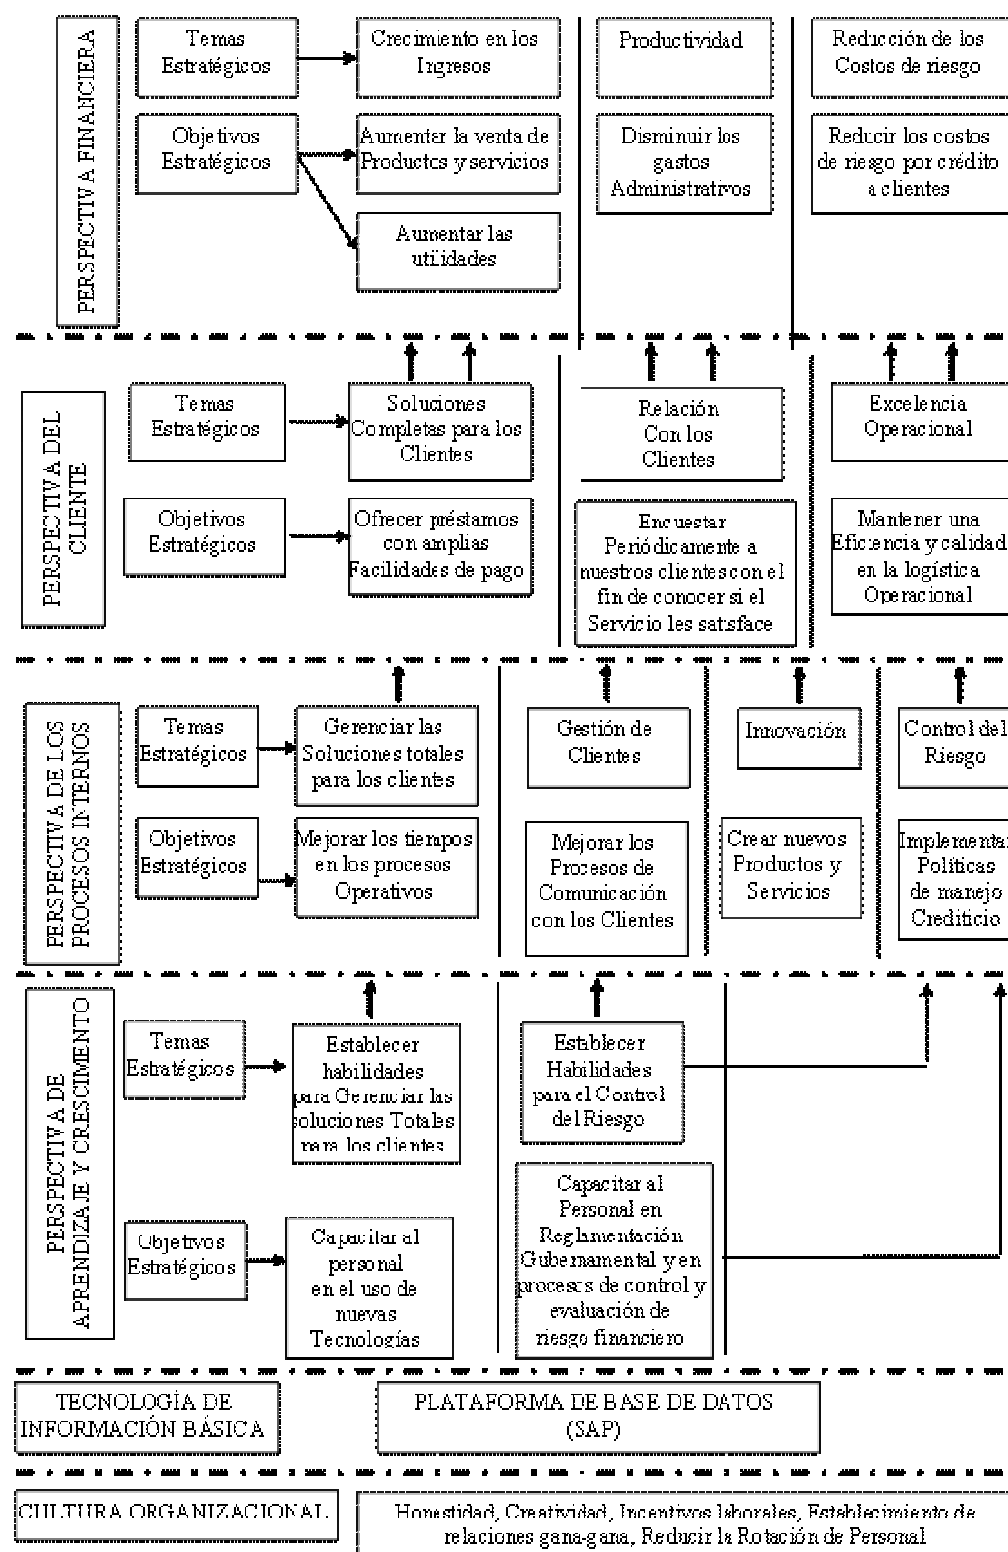 PERSPECTIVA FINANCIERA
Temas
Estratégicos
Crecimiento en los
Ingresos
Productividad
Reducción de los
Costos de riesgo
Objetivos
Estratégicos
Aumentar la venta de
Productos y servicios
Disminuir los
gastos
Administrativos
Reducir los costos
de riesgo por crédito
a clientes
Aumentar las
utilidades
PERSPECTIVA DEL
CLIENTE
Temas
Estratégicos
Soluciones
Completas para los
Clientes
Relación
Con los
Clientes
Excelencia
Operacional
Objetivos
Estratégicos
Ofrecer préstamos
con amplias
Facilidades de pago
Encuestar
Periódicamente a
nuestros clientes con el
fin de conocer si el
Servicio les satisface
Mantener una
Eficiencia y calidad
en la logística
Operacional
PERSPECTIVA DE LOS
PROCESOS INTERNOS
Temas
Estratégicos
Gerenciar las
Soluciones totales
para los clientes
Gestión de
Clientes
Innovación
Control del
Riesgo
Objetivos
Estratégicos
Mejorar los tiempos
en los procesos
Operativos
Mejorar los
Procesos de
Comunicación
con los Clientes
Crear nuevos
Productos y
Servicios
Implementar
Políticas
de manejo
Crediticio
PERSPECTIVA DE
APRENDIZAJE Y CRESCIMENTO
Temas
Estratégicos
Establecer
habilidades
para Gerenciar las
soluciones Totales
para los clientes
Establecer
Habilidades
para el Control
del Riesgo
Objetivos
Estratégicos
Capacitar al
personal
en el uso de
nuevas
Tecnologías
Capacitar al
Personal en
Reglamentación
Gubernamental y en
procesos de control y
evaluación de
riesgo financiero
TECNOLOGÍA DE
INFORMACIÓN BÁSICA
PLATAFORMA DE BASE DE DATOS
(SAP)
CULTURA ORGANIZACIONAL
Honestidad, Creatividad, Incentivos laborales, Establecimiento de
relaciones gana-gana, Reducir la Rotación de Personal